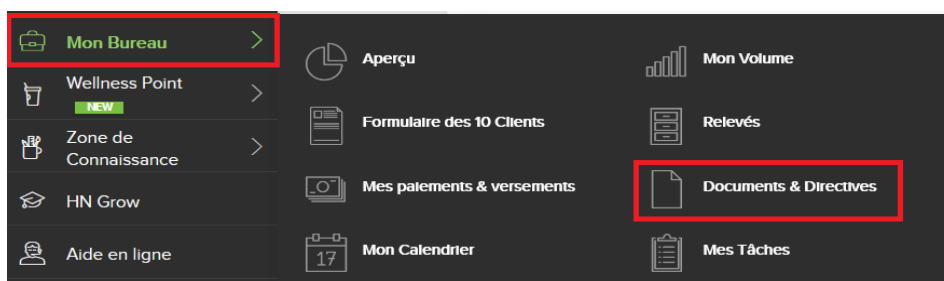 Mon Bureau
Wellness Point
NEW
Zone de
Connaissance
HN Grow
Aide en ligne
Aperçu
Mon Volume
Formulaire des 10 Clients
Relevés
Mes paiements & versements
Documents & Directives
17
Mon Calendrier
Mes Tâches